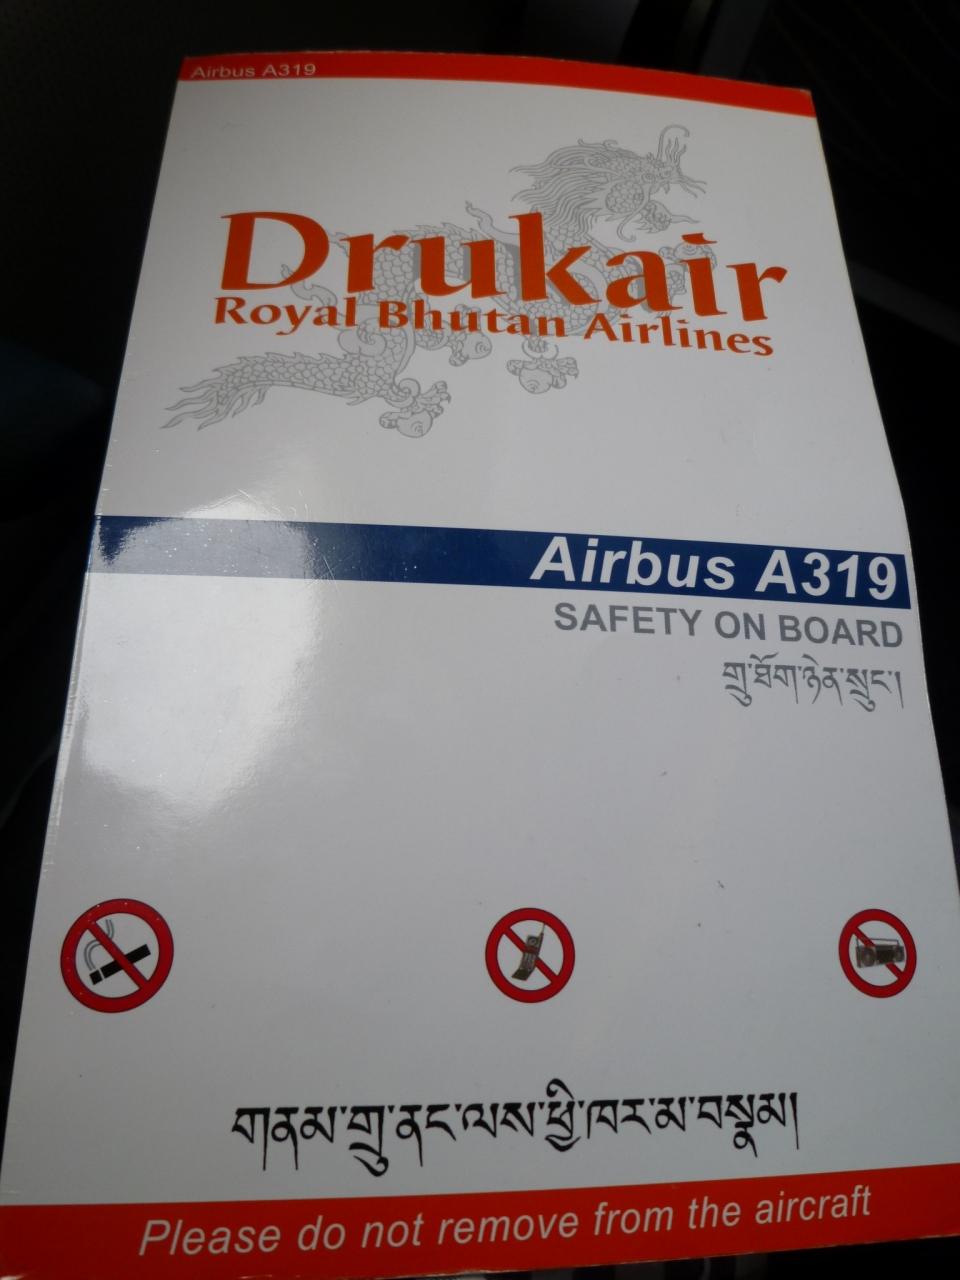 Airbus A319
Drukair
Royal Bhutan Airlines
Airbus A319
SAFETY ON BOARD
གྲུ་ཐོག་ཉེན་སྲུང་།
གནམ་གྲུ་ནང་ལས་ཕྱི་ཁར་མ་བསྣམ།
Please do not remove from the aircraft